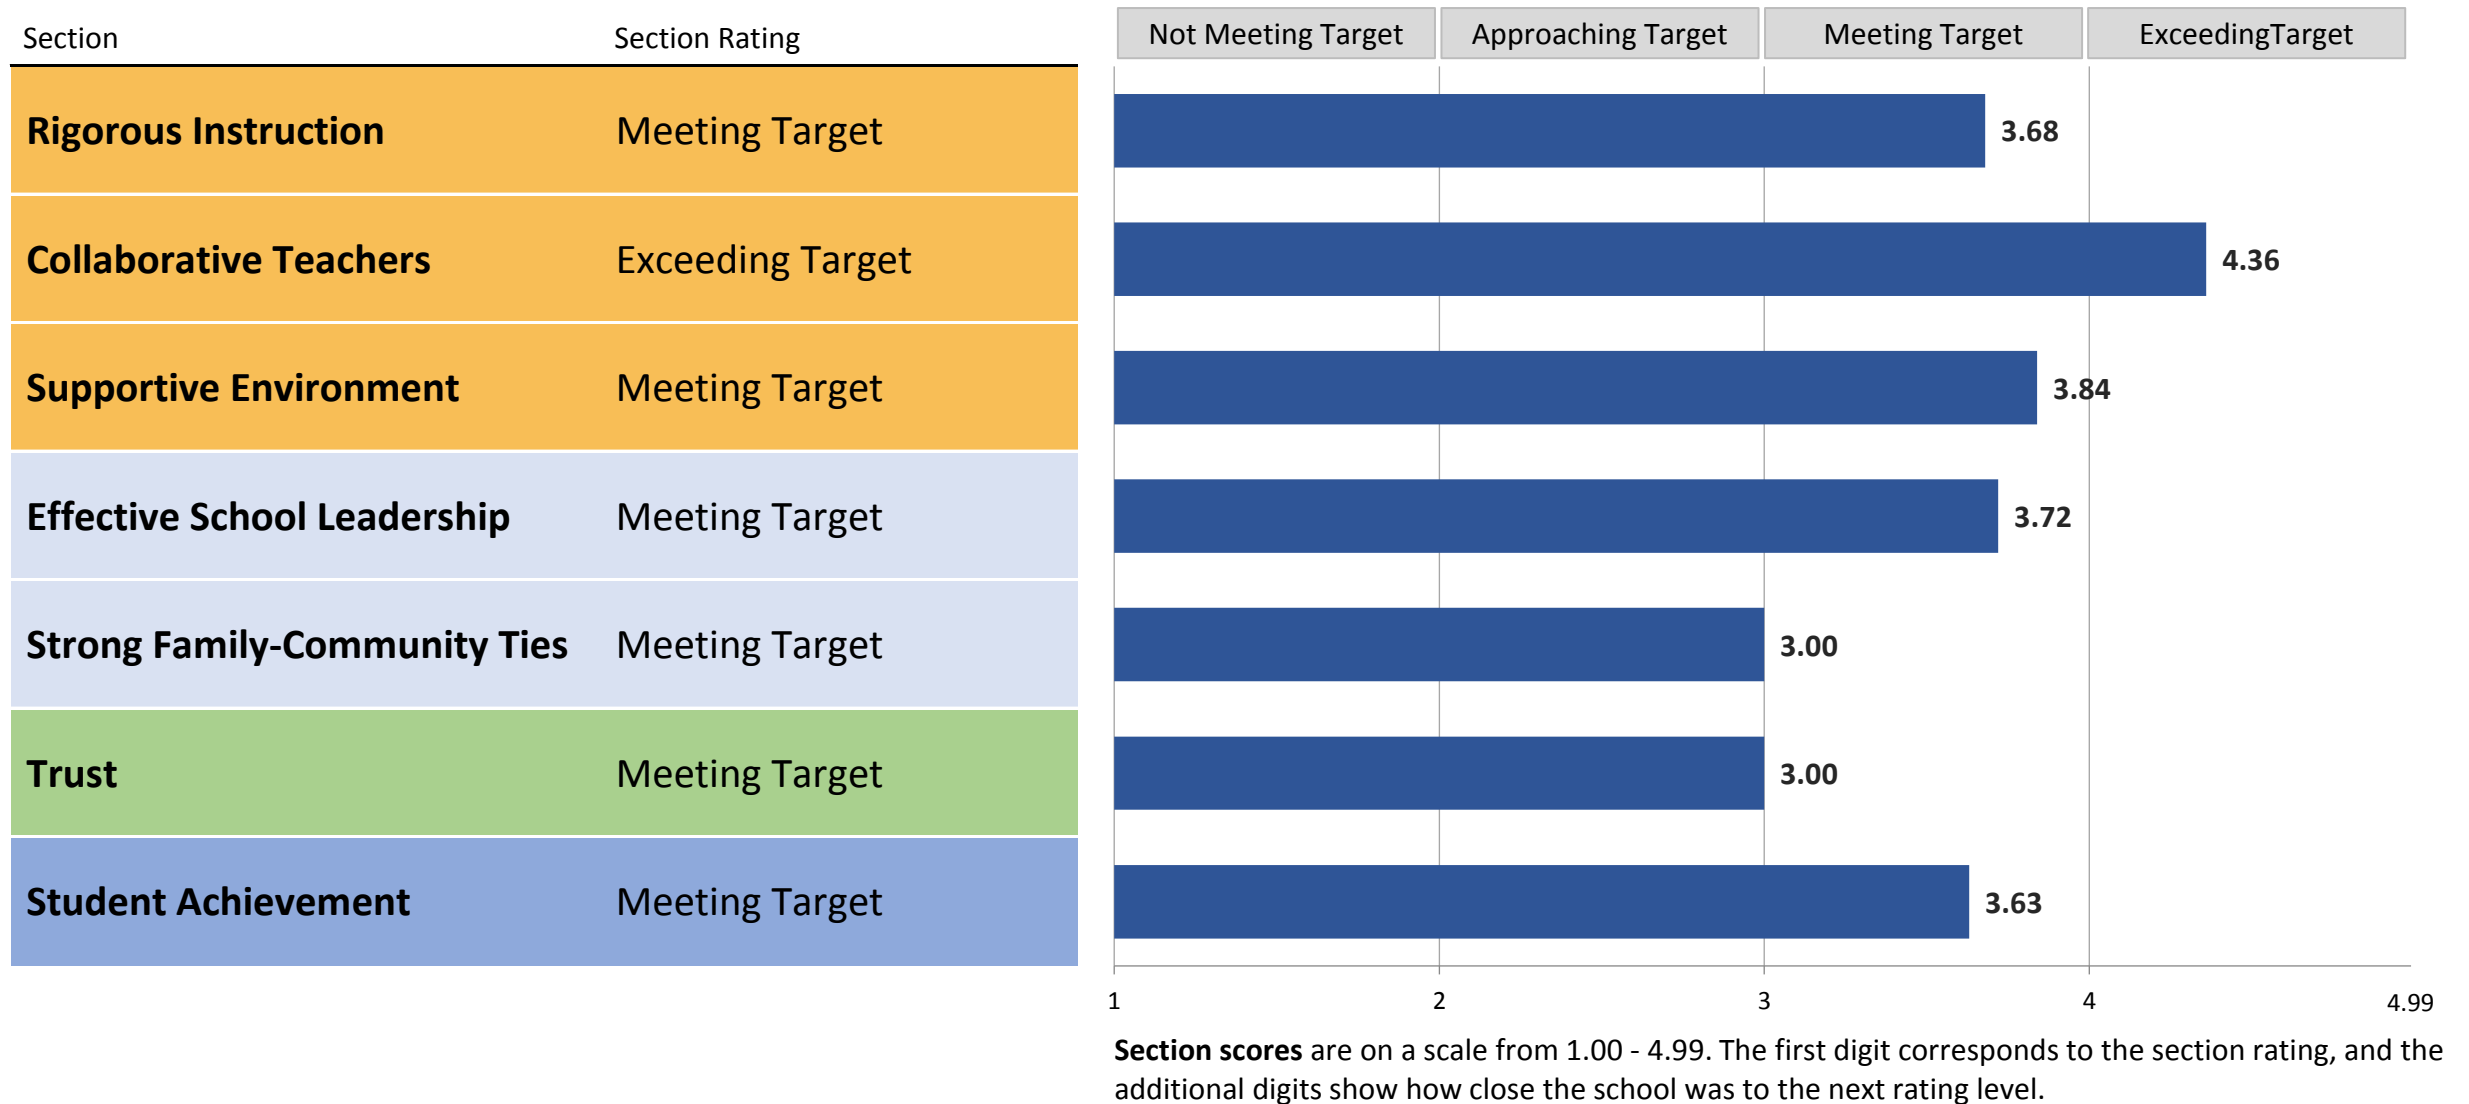 Section Section Rating Not Meeting Target Approaching Target Meeting Target ExceedingTarget
Rigorous Instruction Meeting Target 3.68
Collaborative Teachers Exceeding Target 4.36
Supportive Environment Meeting Target 3.84
Effective School Leadership Meeting Target 3.72
Strong Family-Community Ties Meeting Target 3.00
Trust Meeting Target 3.00
Student Achievement Meeting Target 3.63
1 2 3 4 4.99
Section scores are on a scale from 1.00 - 4.99. The first digit corresponds to the section rating, and the
additional digits show how close the school was to the next rating level.